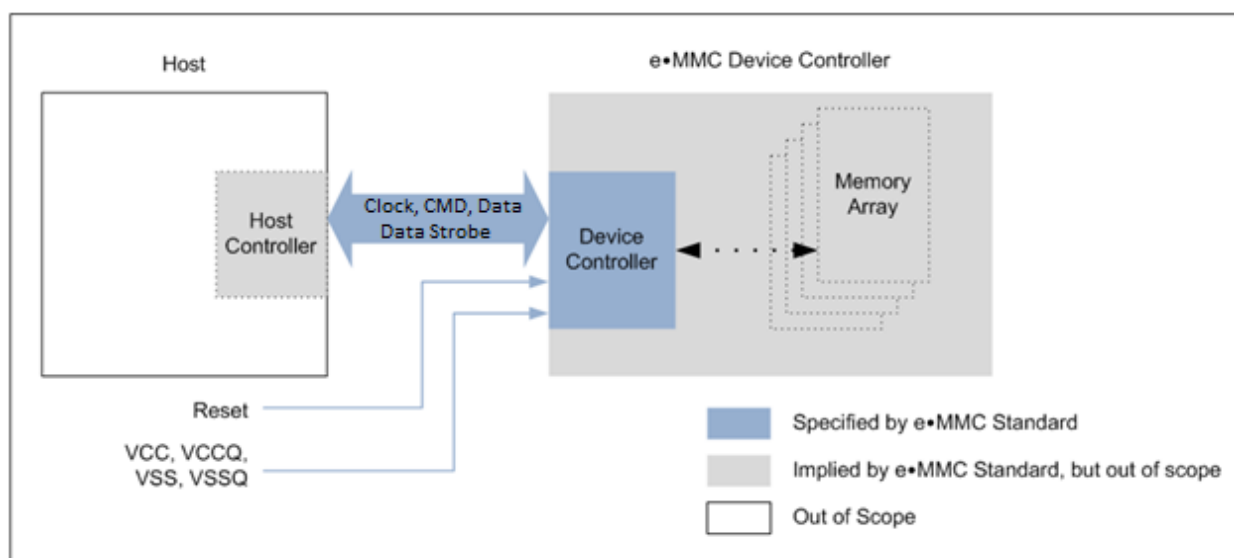 Host
e•MMC Device Controller
Host
Controller
Clock, CMD, Data
Data Strobe
Device
Controller
Memory
Array
Reset
VCC, VCCQ,
VSS, VSSQ
Specified by e•MMC Standard
Implied by e•MMC Standard, but out of scope
Out of Scope